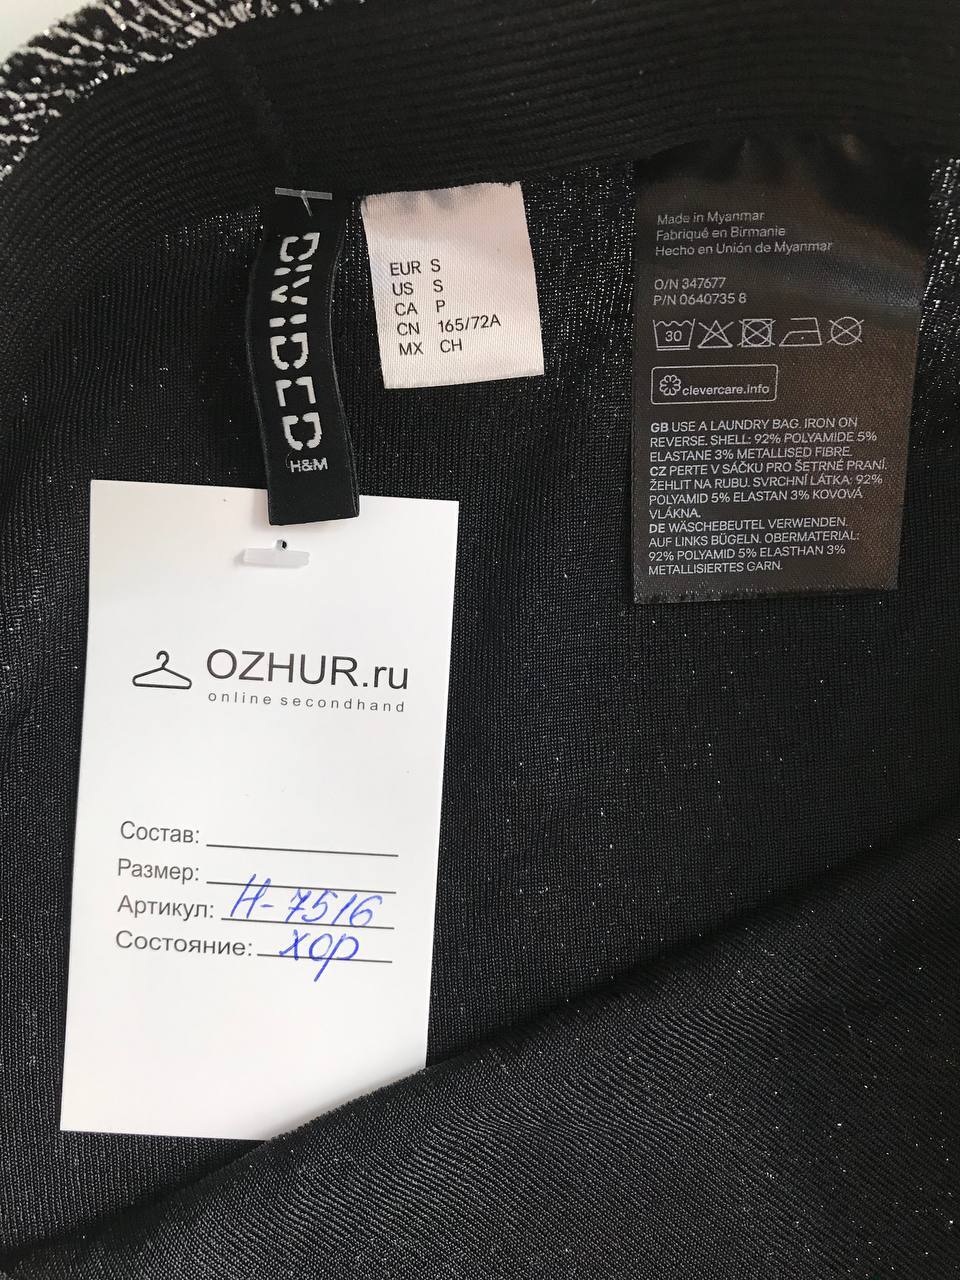 DIVIDED
H&M
EUR S
US S
CA P
CN 165/72A
MX CH
Made in Myanmar
Fabriqué en Birmanie
Hecho en Unión de Myanmar
O/N 347677
P/N 0640735 8
30
clevercare.info
GB USE A LAUNDRY BAG. IRON ON
REVERSE. SHELL: 92% POLYAMIDE 5%
ELASTANE 3% METALLISED FIBRE.
CZ PERTE V SÁČKU PRO ŠETRNÉ PRANÍ.
ŽEHLIT NA RUBU. SVRCHNÍ LÁTKA: 92%
POLYAMID 5% ELASTAN 3% KOVOVÁ
VLÁKNA.
DE WÄSCHEBEUTEL VERWENDEN.
AUF LINKS BÜGELN. OBERMATERIAL:
92% POLYAMID 5% ELASTHAN 3%
METALLISIERTES GARN.
OZHUR.ru
online secondhand
Состав:
Размер:
Артикул: Н-7516
Состояние: хор